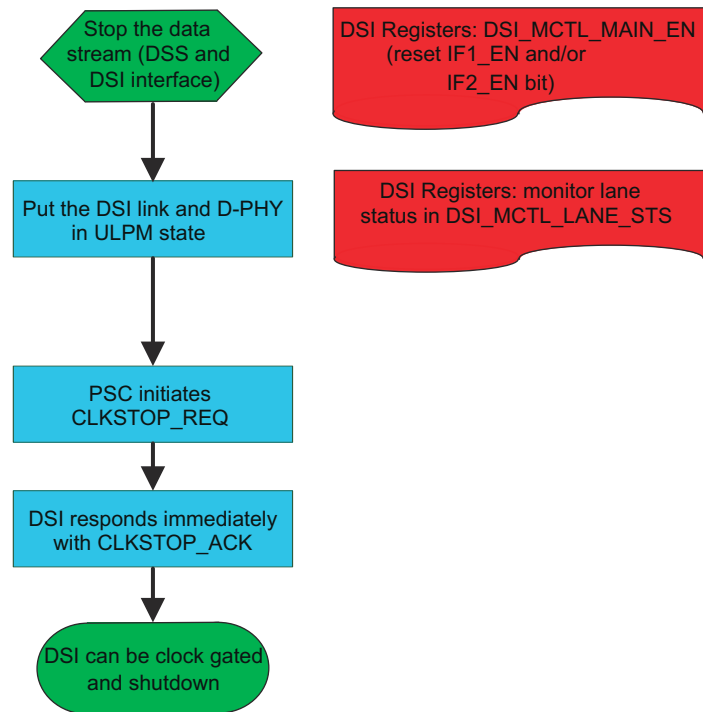 Stop the data
stream (DSS and
DSI interface)
DSI Registers: DSI_MCTL_MAIN_EN
(reset IF1_EN and/or
IF2_EN bit)
Put the DSI link and D-PHY
in ULPM state
DSI Registers: monitor lane
status in DSI_MCTL_LANE_STS
PSC initiates
CLKSTOP_REQ
DSI responds immediately
with CLKSTOP_ACK
DSI can be clock gated
and shutdown